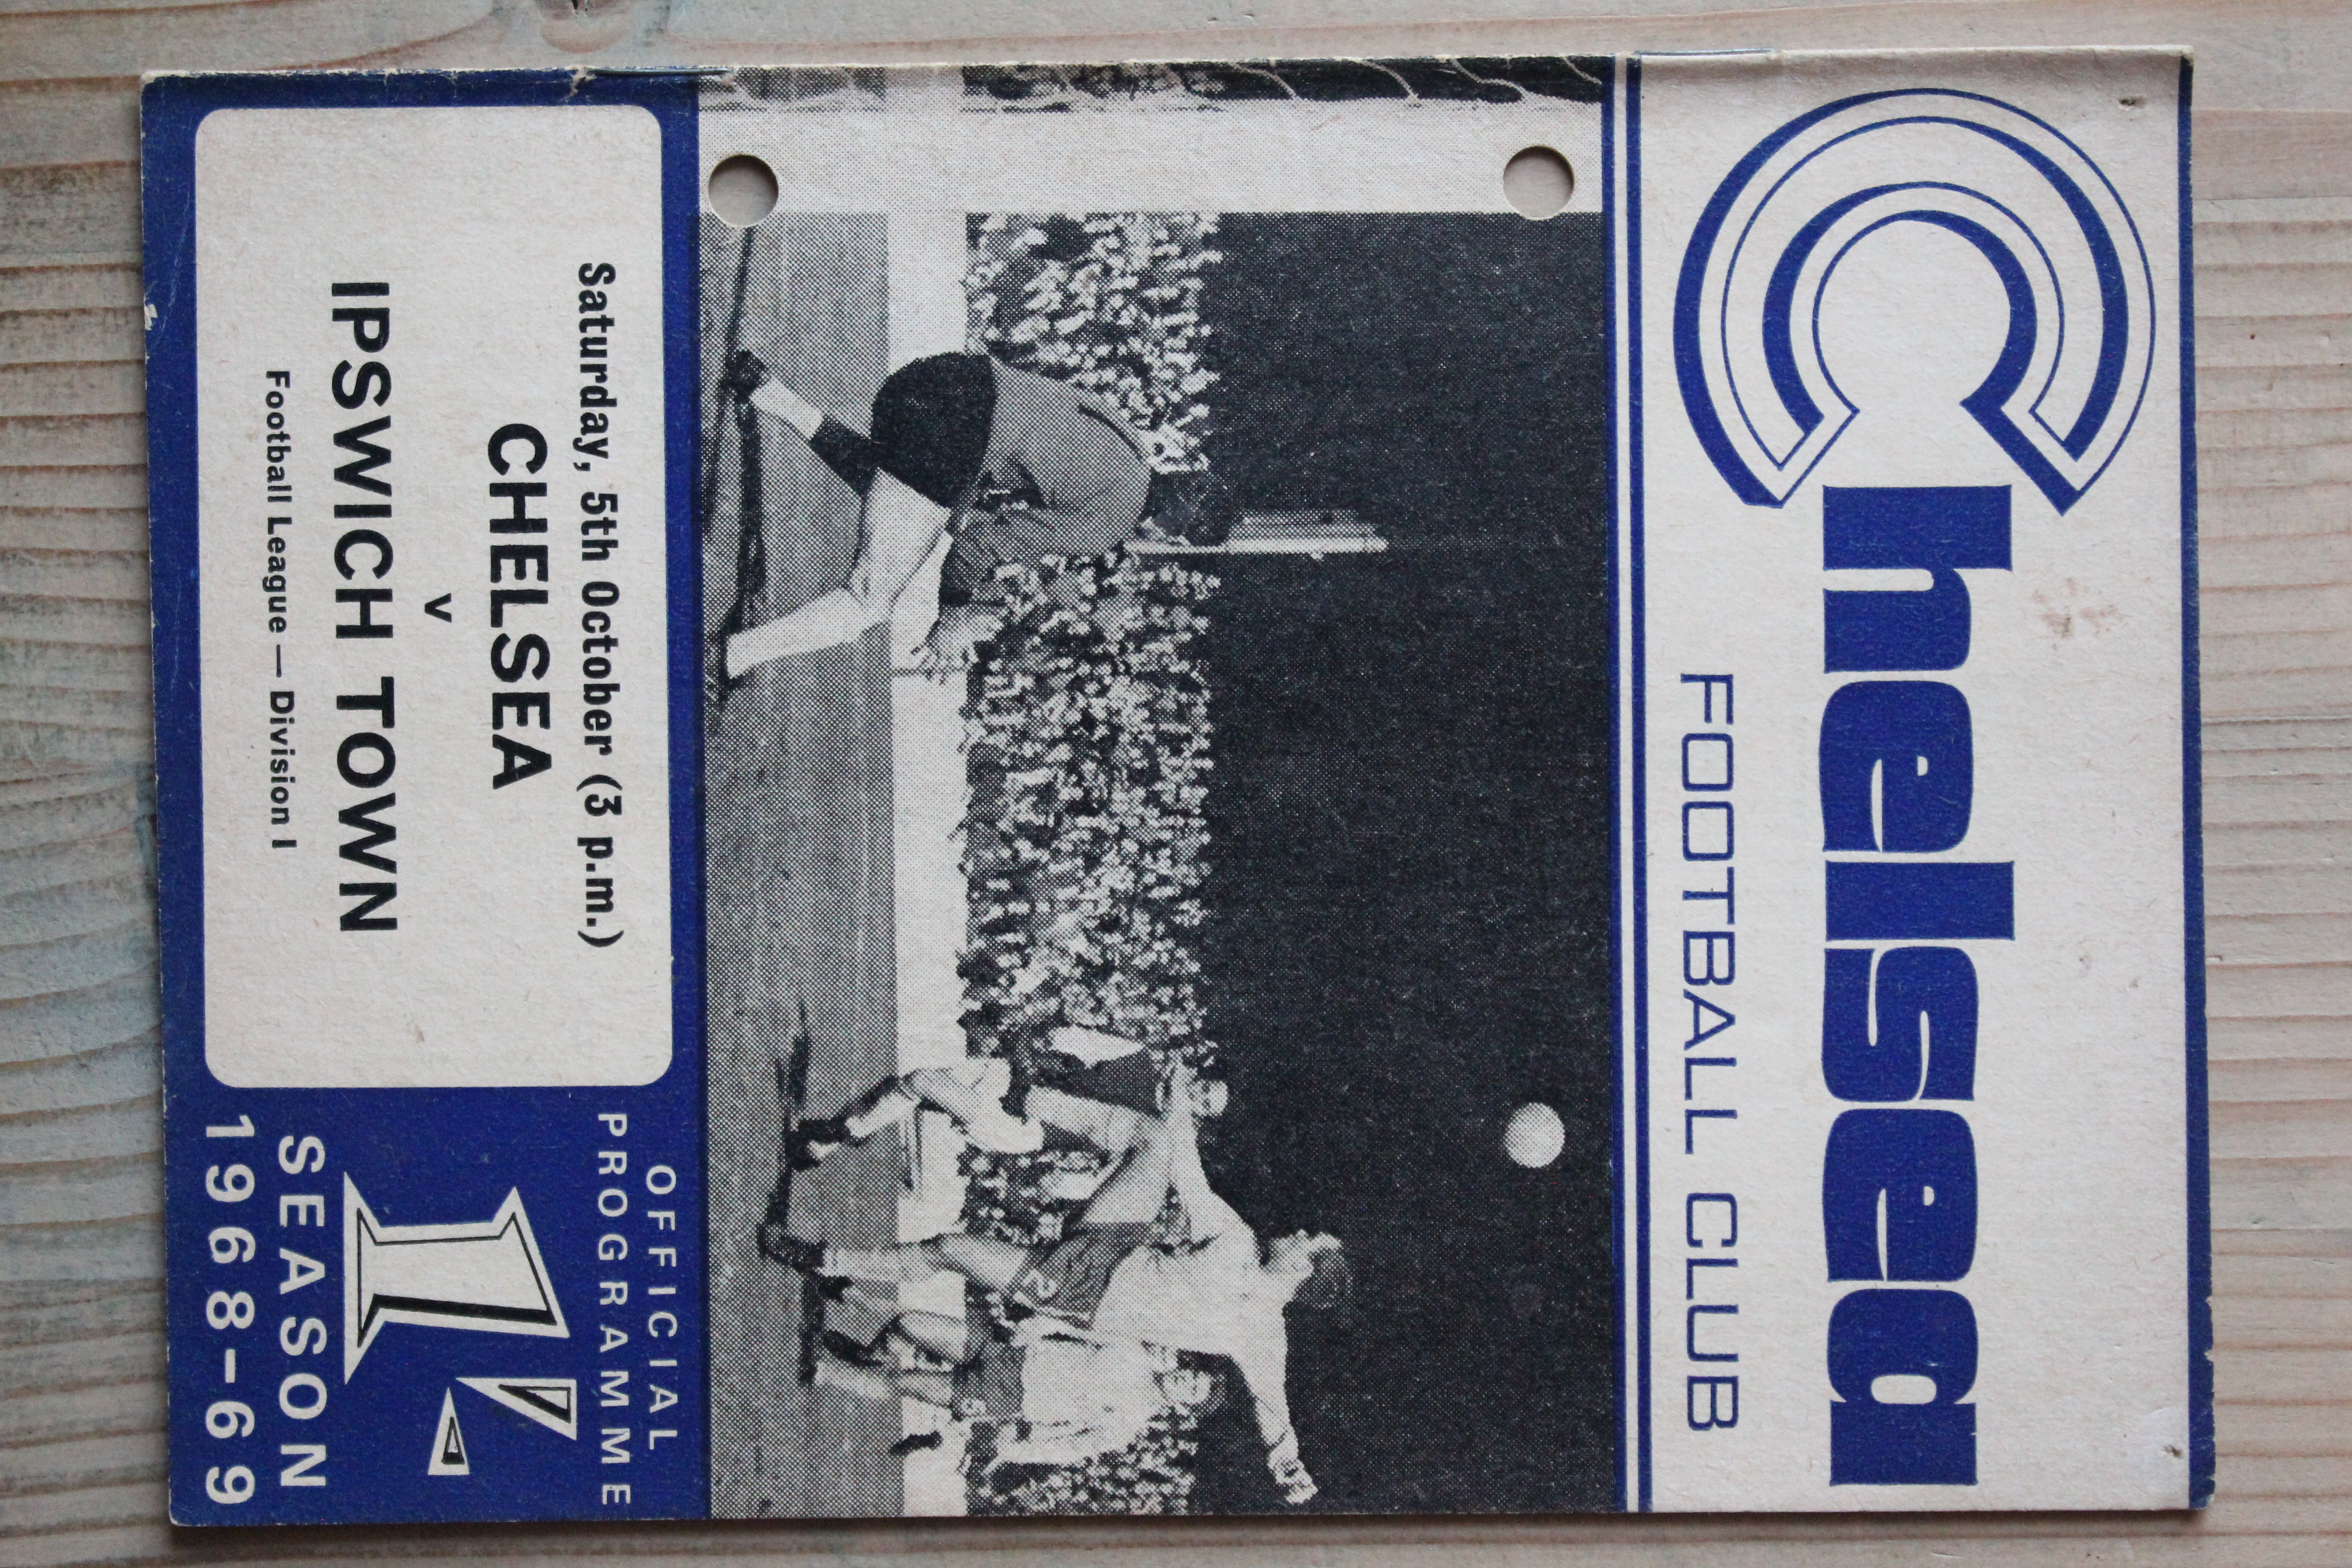 Chelsea
FOOTBALL CLUB
Saturday, 5th October (3 p.m.)
CHELSEA
v
IPSWICH TOWN
Football League — Division I
OFFICIAL
PROGRAMME
1/-
SEASON
1968-69